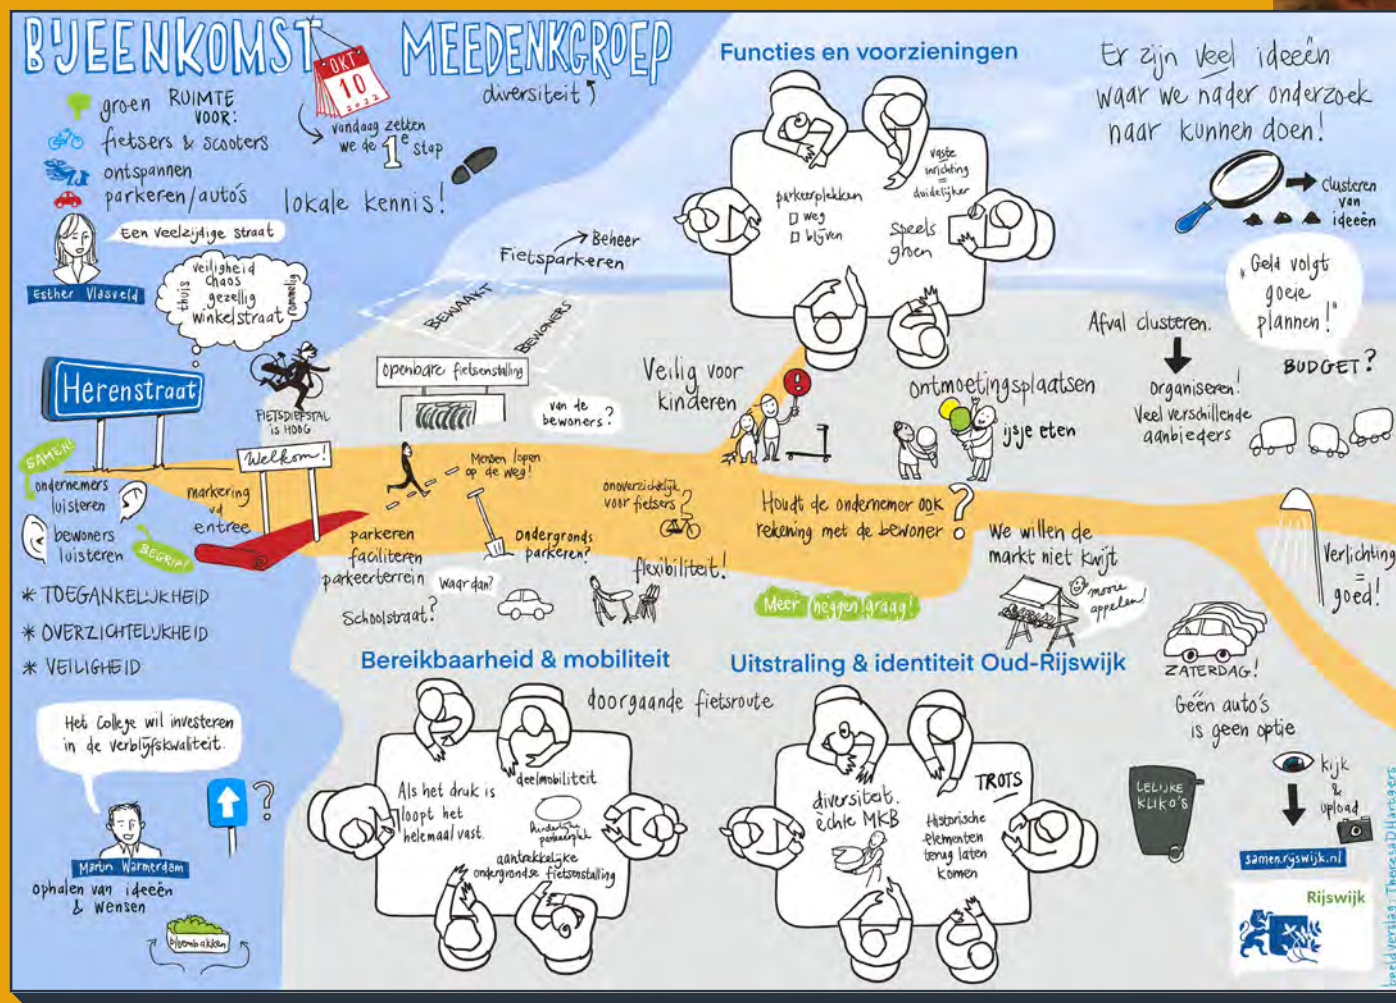 BIJEENKOMST
OKT
10
2022
MEEDENKGROEP
diversiteit
groen
RUIMTE
VOOR:
fietsers & scooters
ontspannen
parkeren/auto's
vandaag zetten
we de 1e stap
lokale kennis!
Een veelzijdige straat
Esther Vlasveld
thuis
veiligheid
chaos
gezellig
winkelstraat
rommelig
Herenstraat
FIETSDIEFSTAL
IS HOOG
Welkom!
SAMEN!
ondernemers
luisteren
bewoners
luisteren
BEGRIP!
markering
vd
entree
* TOEGANKELIJKHEID
* OVERZICHTELIJKHEID
* VEILIGHEID
Het College wil investeren
in de verblijfskwaliteit.
?
Martin Warmerdam
ophalen van ideeën
& wensen
bloembakken
Fietsparkeren
Beheer
BEWAAKT
BEWONERS
openbare fietsenstalling
van de
bewoners?
Mensen lopen
op de weg!
parkeren
faciliteren
parkeerterrein
Waar dan?
Schoolstraat?
ondergronds
parkeren?
onoverzichtelijk
voor fietsers?
flexibiliteit!
Functies en voorzieningen
parkeerplekken
weg
blijven
vaste
inrichting
=
duidelijker
speels
groen
Veilig voor
kinderen
!
ontmoetingsplaatsen
ijsje eten
Houdt de ondernemer ook
rekening met de bewoner?
Meer heggen graag!
We willen de
markt niet kwijt
mooie
appelen!
Er zijn veel ideeën
waar we nader onderzoek
naar kunnen doen!
clusteren
van
ideeën
„Geld volgt
goeie
plannen!"
BUDGET?
Afval clusteren.
organiseren!
Veel verschillende
aanbieders
Verlichting
=
goed!
ZATERDAG!
Géén auto's
is geen optie
Bereikbaarheid & mobiliteit
doorgaande fietsroute
Als het druk is
loopt het
helemaal vast.
deelmobiliteit
aantrekkelijke
ondergrondse fietsenstalling
Uitstraling & identiteit Oud-Rijswijk
diversiteit.
èchte MKB
TROTS
Historische
elementen
terug laten
komen
LELIJKE
KLIKO'S
kijk
&
upload
samen.rijswijk.nl
Rijswijk